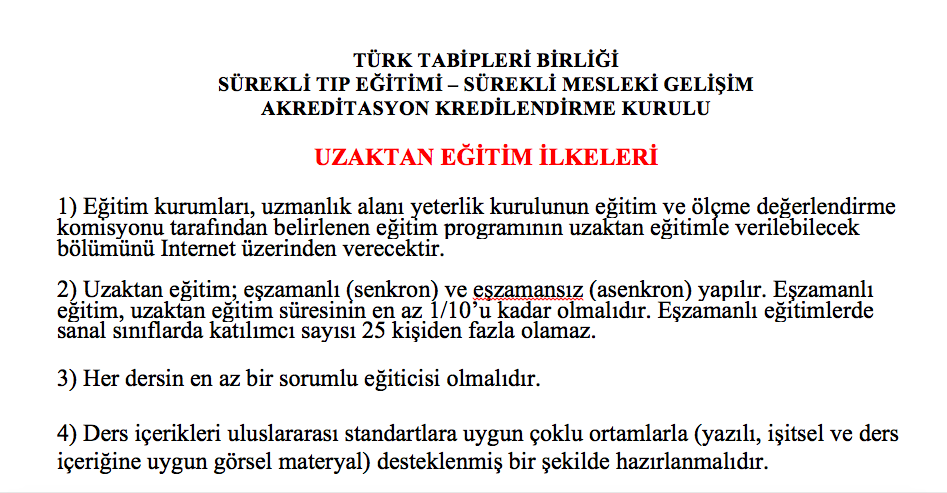 TÜRK TABİPLERİ BİRLİĞİ
SÜREKLİ TIP EĞİTİMİ – SÜREKLİ MESLEKİ GELİŞİM
AKREDİTASYON KREDİLENDİRME KURULU
UZAKTAN EĞİTİM İLKELERİ
1) Eğitim kurumları, uzmanlık alanı yeterlik kurulunun eğitim ve ölçme değerlendirme
komisyonu tarafından belirlenen eğitim programının uzaktan eğitimle verilebilecek
bölümünü Internet üzerinden verecektir.
2) Uzaktan eğitim; eşzamanlı (senkron) ve eşzamansız (asenkron) yapılır. Eşzamanlı
eğitim, uzaktan eğitim süresinin en az 1/10’u kadar olmalıdır. Eşzamanlı eğitimlerde
sanal sınıflarda katılımcı sayısı 25 kişiden fazla olamaz.
3) Her dersin en az bir sorumlu eğiticisi olmalıdır.
4) Ders içerikleri uluslararası standartlara uygun çoklu ortamlarla (yazılı, işitsel ve ders
içeriğine uygun görsel materyal) desteklenmiş bir şekilde hazırlanmalıdır.